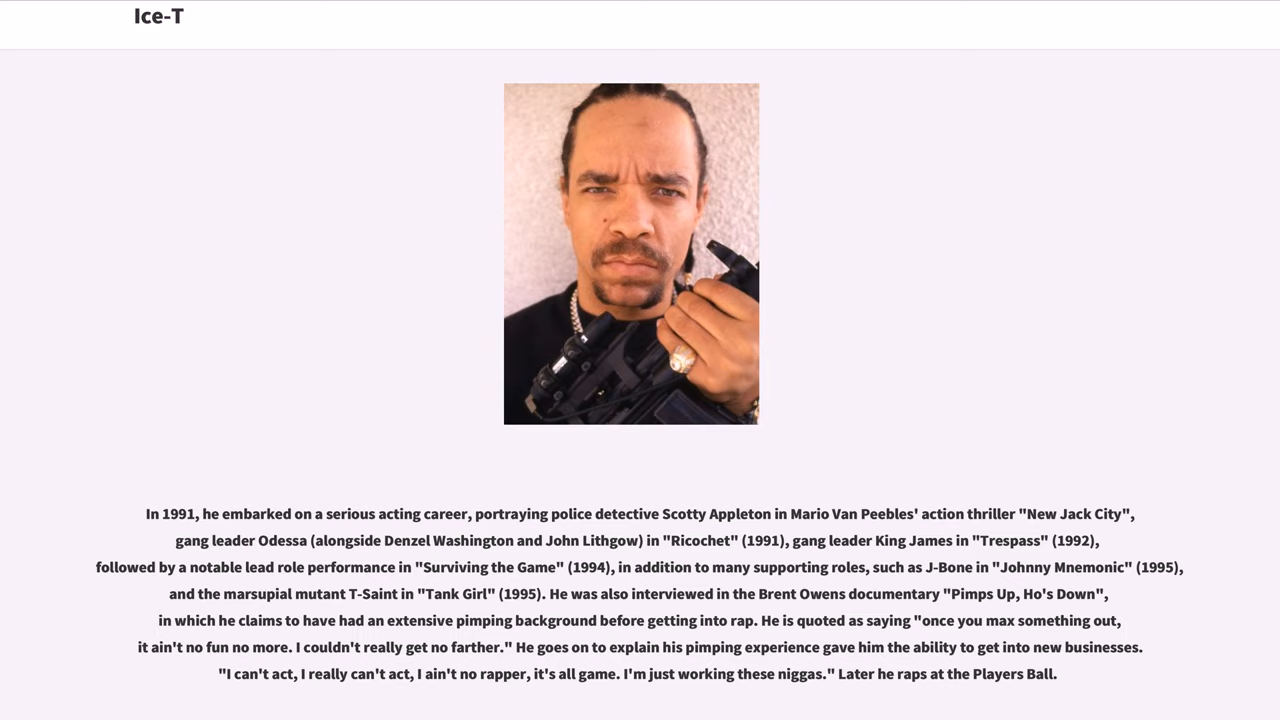 Ice-T
In 1991, he embarked on a serious acting career, portraying police detective Scotty Appleton in Mario Van Peebles' action thriller "New Jack City",
gang leader Odessa (alongside Denzel Washington and John Lithgow) in "Ricochet" (1991), gang leader King James in "Trespass" (1992),
followed by a notable lead role performance in "Surviving the Game" (1994), in addition to many supporting roles, such as J-Bone in "Johnny Mnemonic" (1995),
and the marsupial mutant T-Saint in "Tank Girl" (1995). He was also interviewed in the Brent Owens documentary "Pimps Up, Ho's Down",
in which he claims to have had an extensive pimping background before getting into rap. He is quoted as saying "once you max something out,
it ain't no fun no more. I couldn't really get no farther." He goes on to explain his pimping experience gave him the ability to get into new businesses.
"I can't act, I really can't act, I ain't no rapper, it's all game. I'm just working these niggas." Later he raps at the Players Ball.